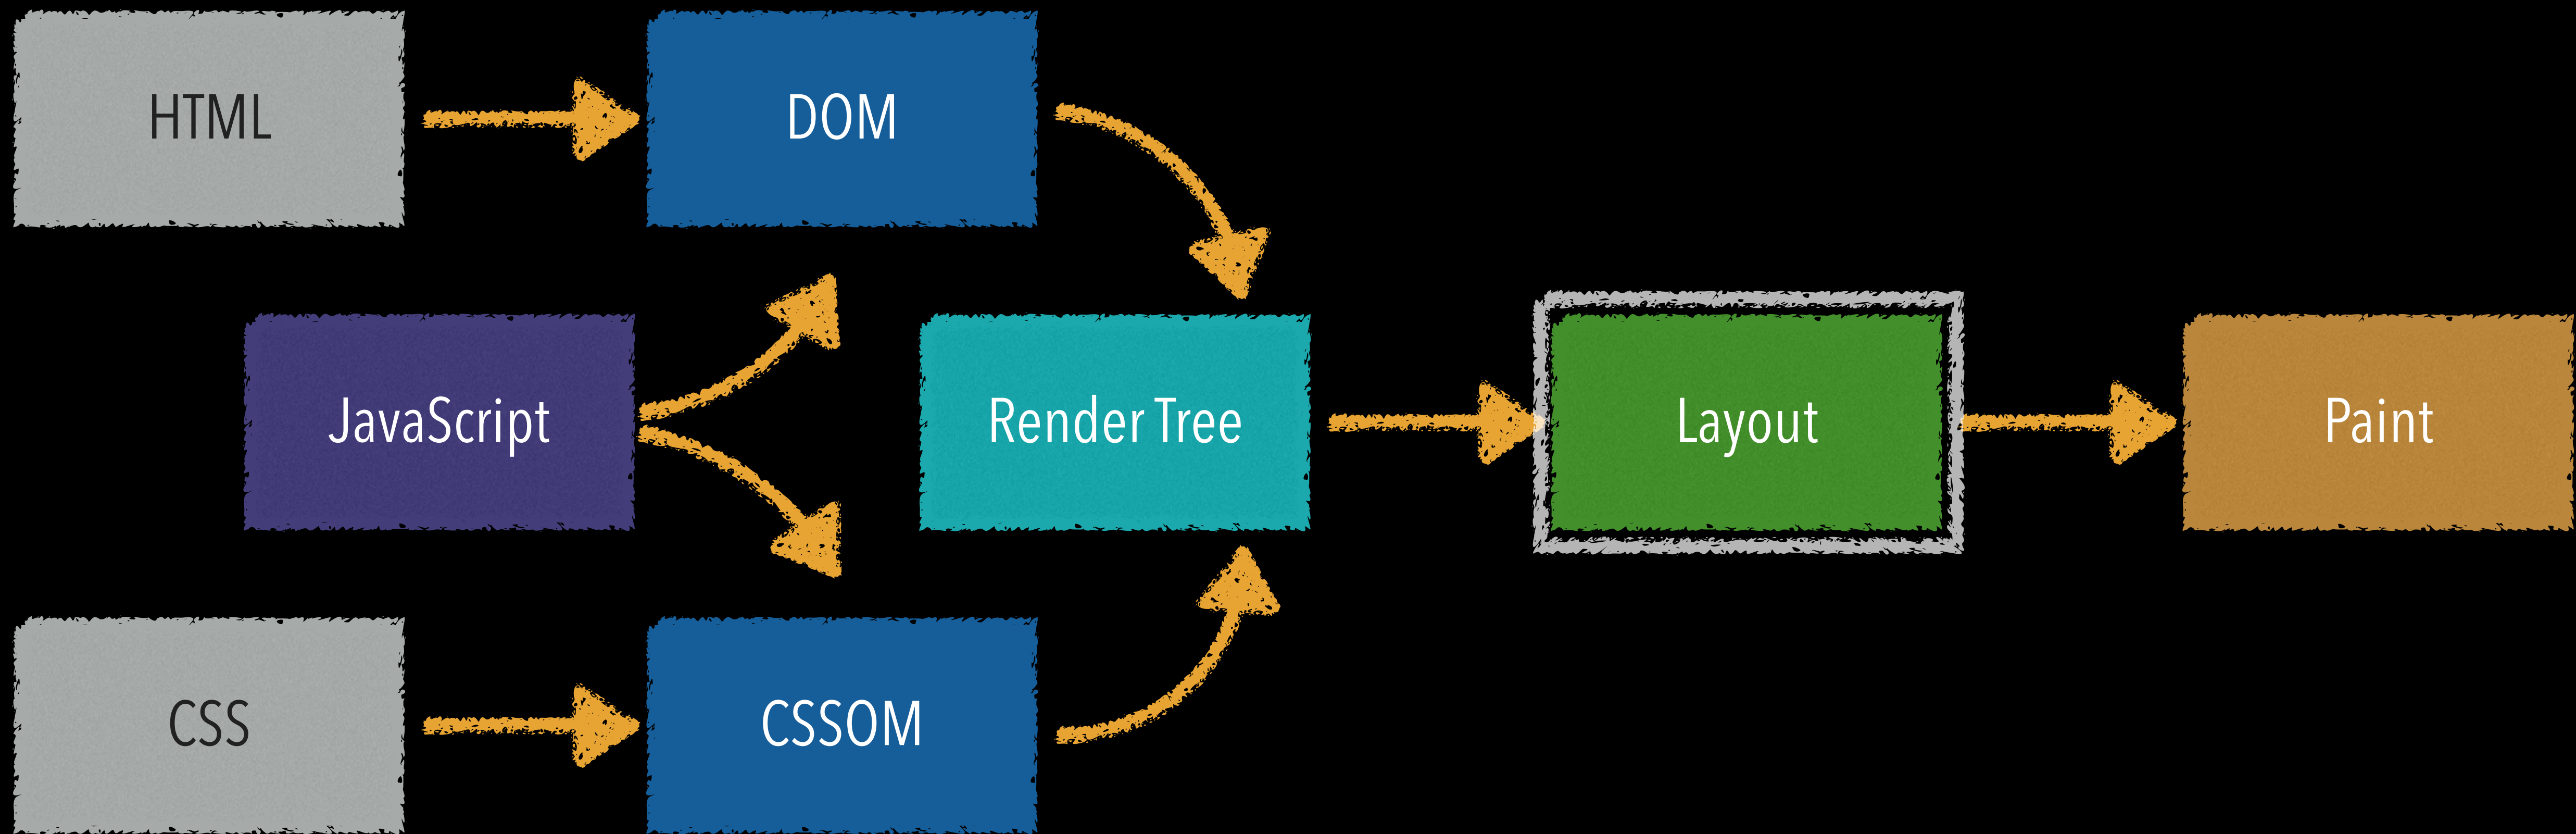 HTML
DOM
JavaScript
Render Tree
Layout
Paint
CSS
CSSOM